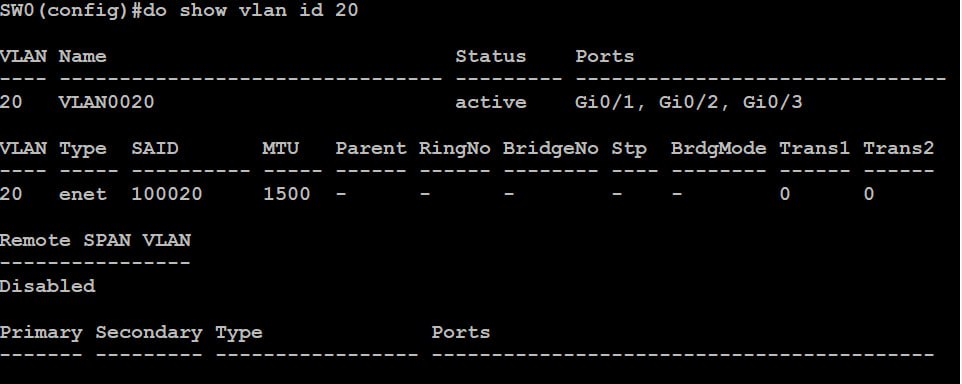 SW0(config)#do show vlan id 20
VLAN Name                             Status    Ports
---- -------------------------------- --------- -------------------------------
20   VLAN0020                         active    Gi0/1, Gi0/2, Gi0/3
VLAN Type  SAID       MTU   Parent RingNo BridgeNo Stp  BrdgMode Trans1 Trans2
---- ----- ---------- ----- ------ ------ -------- ---- -------- ------ ------
20   enet  100020     1500  -      -      -        -    -        0      0
Remote SPAN VLAN
----------------
Disabled
Primary Secondary Type              Ports
------- --------- ----------------- ------------------------------------------